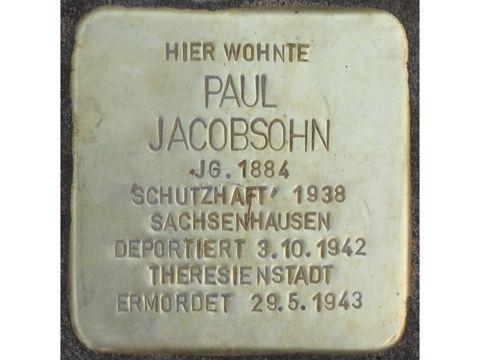 HIER WOHNTE
PAUL
JACOBSOHN
JG. 1884
'SCHUTZHAFT' 1938
SACHSENHAUSEN
DEPORTIERT 3.10.1942
THERESIENSTADT
ERMORDET 29.5.1943